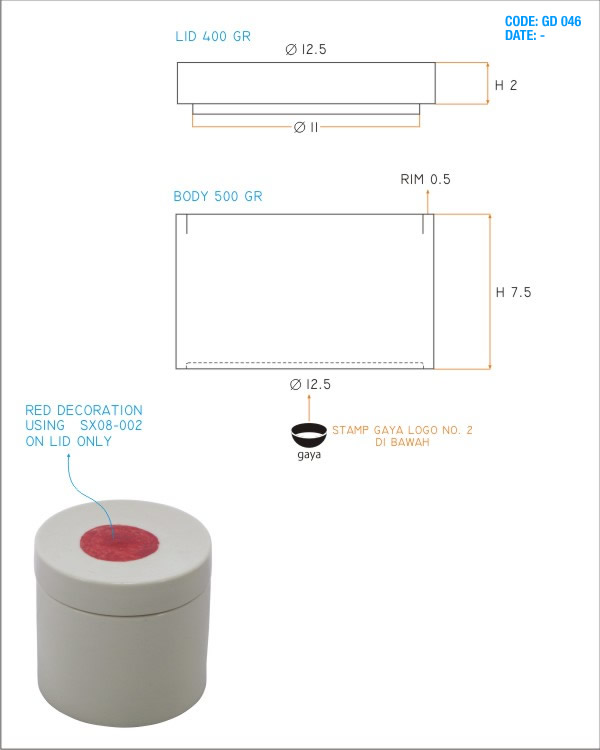 CODE: GD 046
DATE: -
LID 400 GR
Ø 12.5
H 2
Ø 11
RIM 0.5
BODY 500 GR
H 7.5
Ø 12.5
STAMP GAYA LOGO NO. 2
DI BAWAH
gaya
RED DECORATION
USING SX08-002
ON LID ONLY